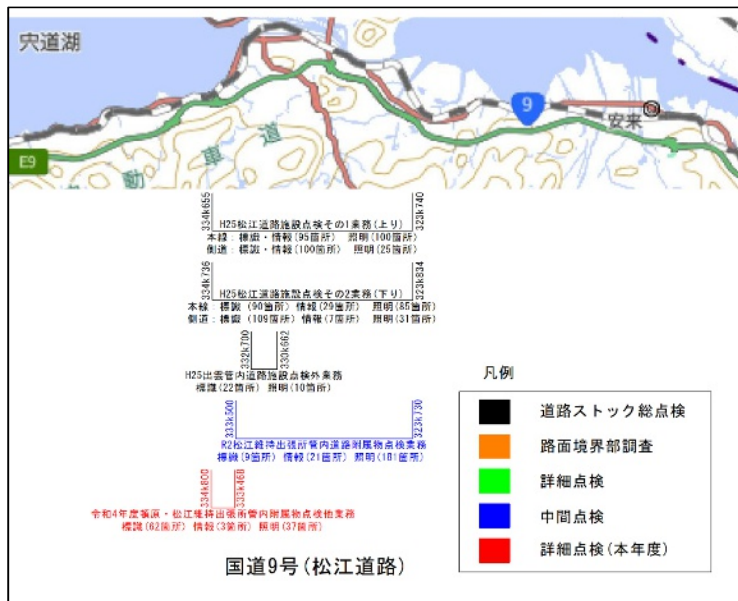 宍道湖
9
安来
E9
動車道
334k655
323k740
H25松江道路施設点検その1業務(上り)
本線：標識・情報(95箇所) 照明(100箇所)
側道：標識・情報(100箇所) 照明(25箇所)
334k736
323k834
H25松江道路施設点検その2業務(下り)
本線：標識(90箇所) 情報(29箇所) 照明(85箇所)
側道：標識(109箇所) 情報(7箇所) 照明(31箇所)
332k700
330k662
H25出雲管内道路施設点検外業務
標識(22箇所) 照明(10箇所)
333k500
323k730
R2松江維持出張所管内道路附属物点検業務
標識(9箇所) 情報(21箇所) 照明(181箇所)
334k800
333k468
令和4年度頓原・松江維持出張所管内附属物点検他業務
標識(62箇所) 情報(3箇所) 照明(37箇所)
国道9号(松江道路)
凡例
道路ストック総点検
路面境界部調査
詳細点検
中間点検
詳細点検(本年度)